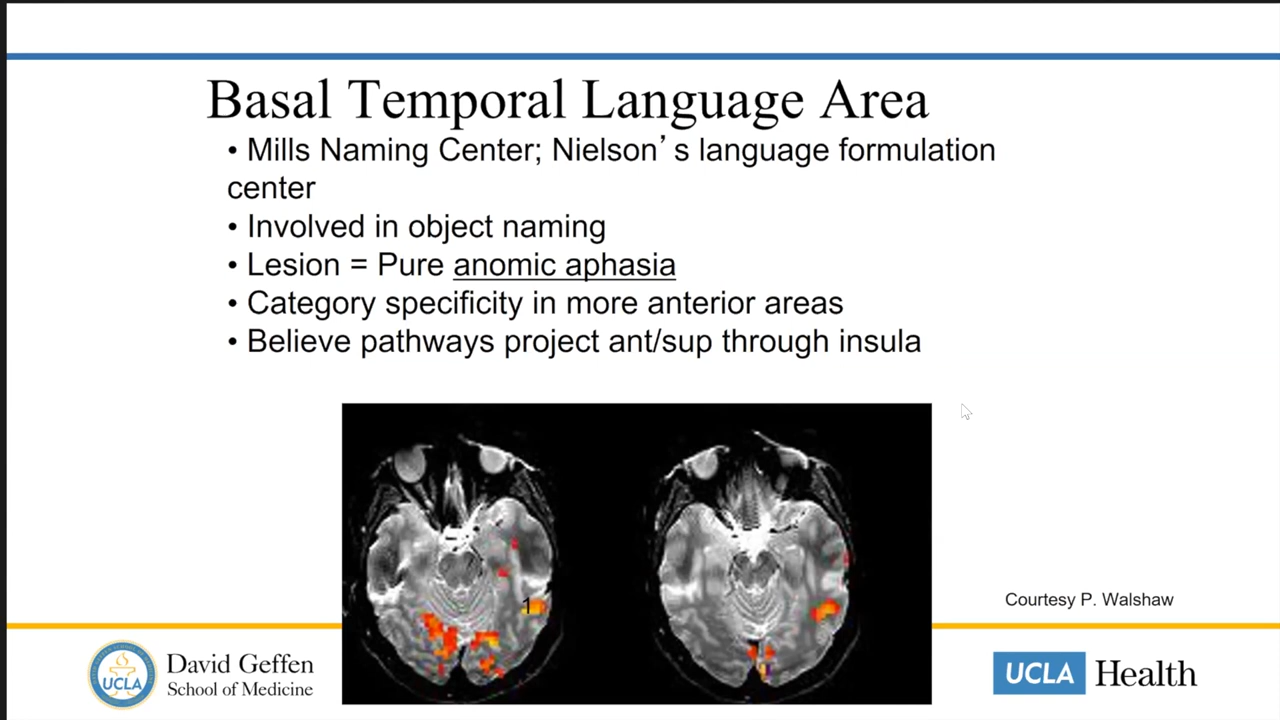 Basal Temporal Language Area
• Mills Naming Center; Nielson’s language formulation
center
• Involved in object naming
• Lesion = Pure anomic aphasia
• Category specificity in more anterior areas
• Believe pathways project ant/sup through insula
1
Courtesy P. Walshaw
UCLA
David Geffen
School of Medicine
UCLA Health